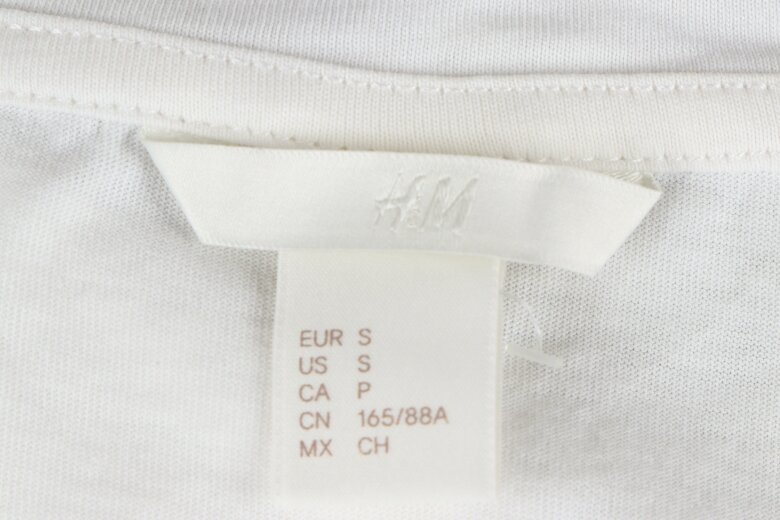 H&M
EUR S
US S
CA P
CN 165/88A
MX CH